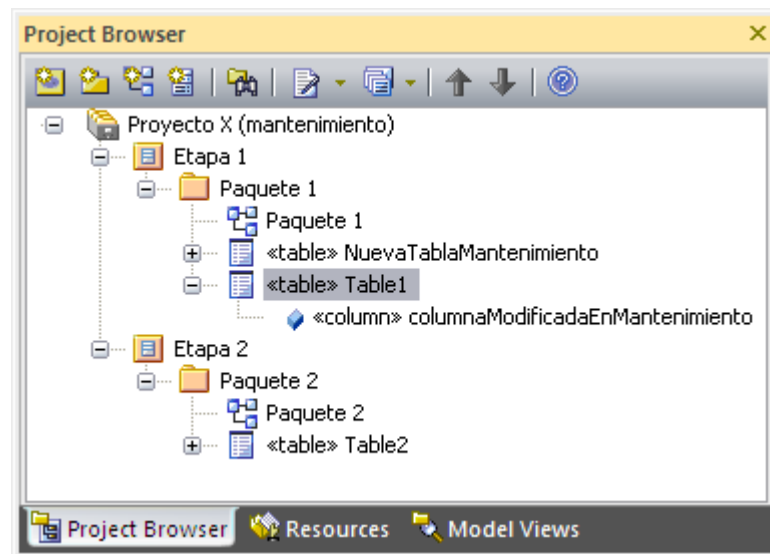 Project Browser
Proyecto X (mantenimiento)
Etapa 1
Paquete 1
Paquete 1
«table» NuevaTablaMantenimiento
«table» Table1
«column» columnaModificadaEnMantenimiento
Etapa 2
Paquete 2
Paquete 2
«table» Table2
Project Browser Resources Model Views